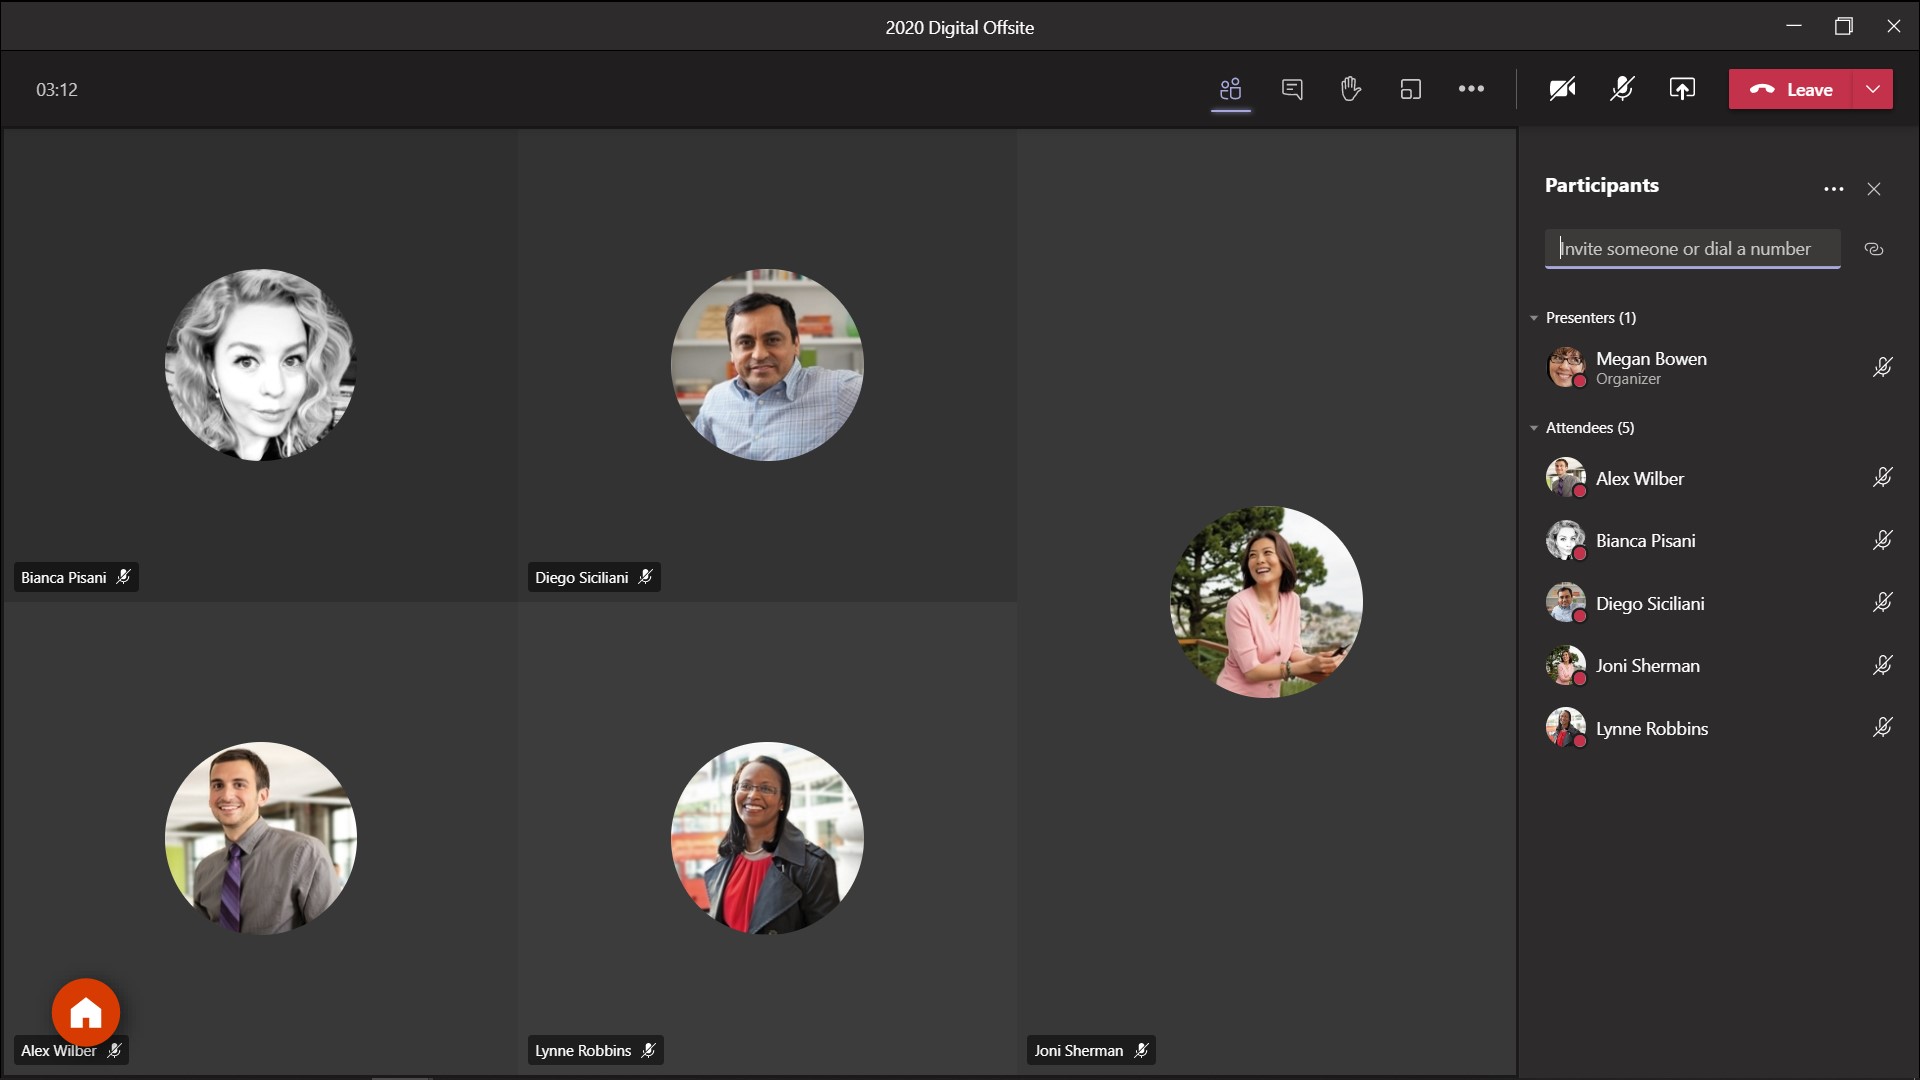 2020 Digital Offsite
03:12
Leave
Participants
Invite someone or dial a number
Presenters (1)
Megan Bowen
Organizer
Attendees (5)
Alex Wilber
Bianca Pisani
Diego Siciliani
Joni Sherman
Lynne Robbins
Bianca Pisani
Diego Siciliani
Alex Wilber
Lynne Robbins
Joni Sherman